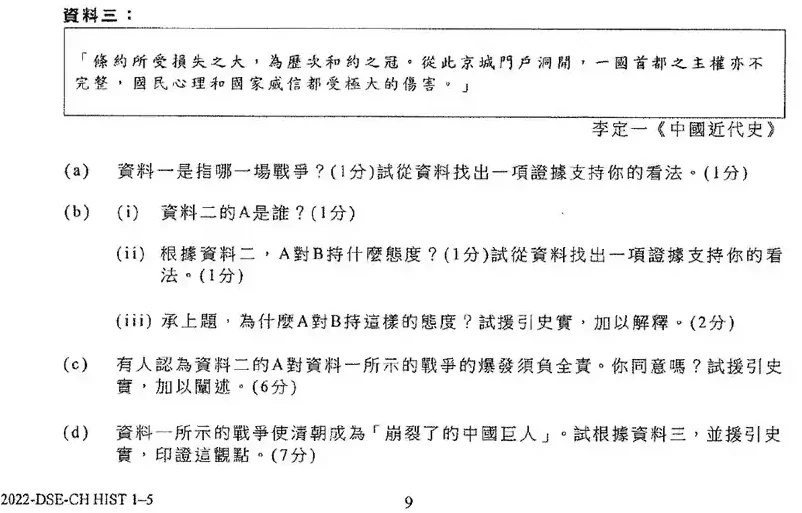 資料三：
「條約所受損失之大，為歷次和約之冠。從此京城門戶洞開，一國首都之主權亦不
完整，國民心理和國家威信都受極大的傷害。」
李定一《中國近代史》
(a) 資料一是指哪一場戰爭？(1分)試從資料找出一項證據支持你的看法。(1分)
(b) (i) 資料二的A是誰？(1分)
(ii) 根據資料二，A對B持什麼態度？(1分)試從資料找出一項證據支持你的看
法。(1分)
(iii) 承上題，為什麼A對B持這樣的態度？試援引史實，加以解釋。(2分)
(c) 有人認為資料二的A對資料一所示的戰爭的爆發須負全責。你同意嗎？試援引史
實，加以闡述。(6分)
(d) 資料一所示的戰爭使清朝成為「崩裂了的中國巨人」。試根據資料三，並援引史
實，印證這觀點。(7分)
2022-DSE-CH HIST 1–5
9